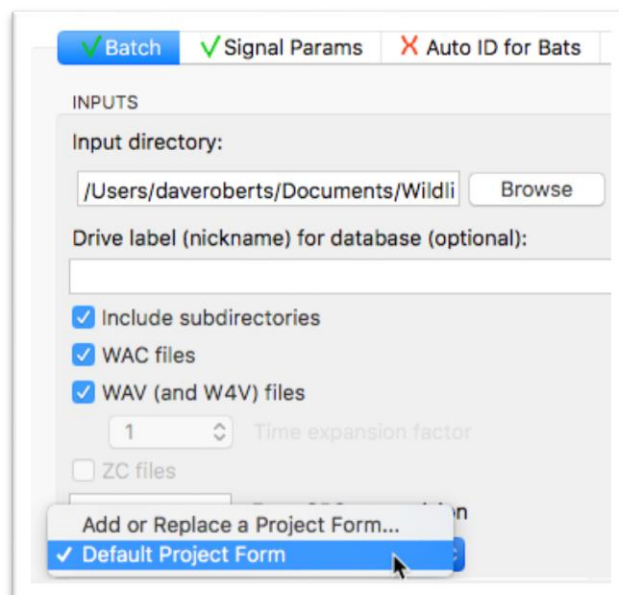 Batch Signal Params Auto ID for Bats
INPUTS
Input directory:
/Users/daveroberts/Documents/Wildli Browse
Drive label (nickname) for database (optional):
Include subdirectories
WAC files
WAV (and W4V) files
1 Time expansion factor
ZC files
Add or Replace a Project Form...
Default Project Form